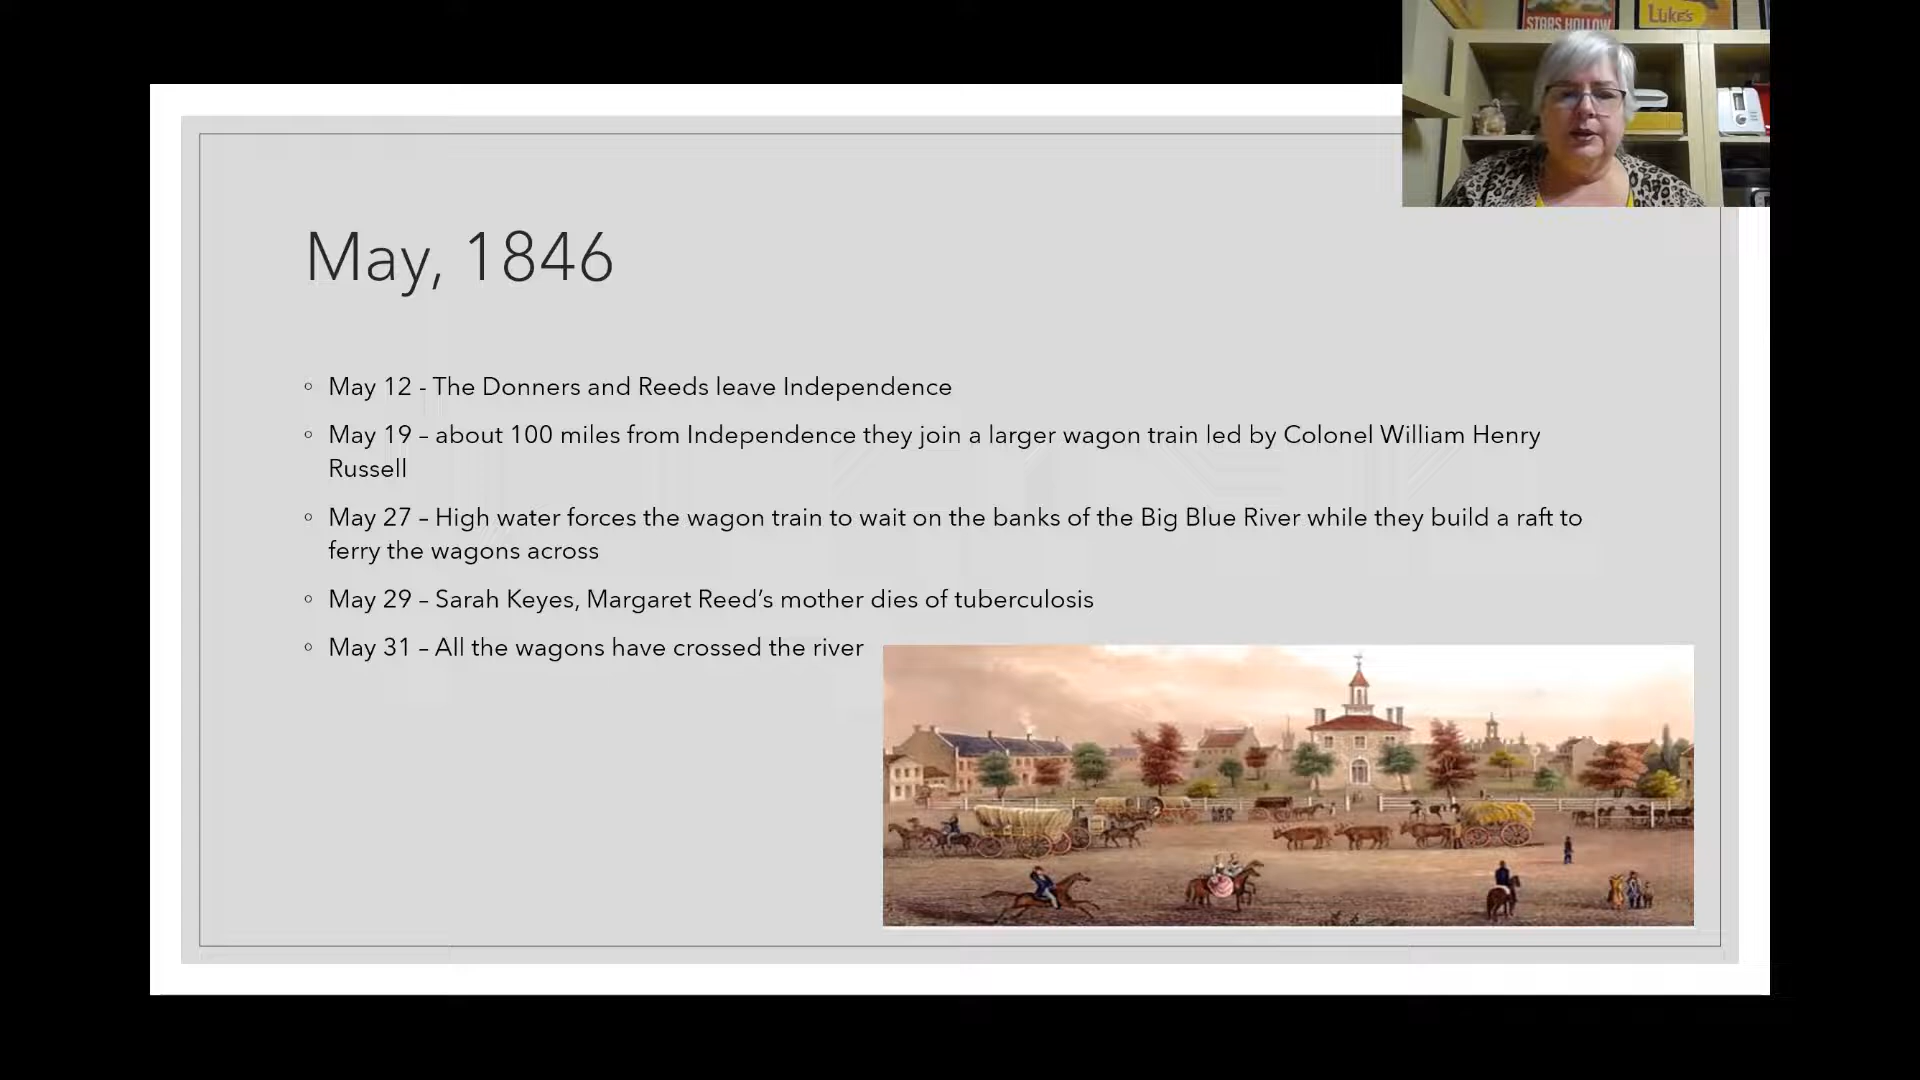 STARS HOLLOW
LUKE'S
May, 1846
◦ May 12 - The Donners and Reeds leave Independence
◦ May 19 – about 100 miles from Independence they join a larger wagon train led by Colonel William Henry
Russell
◦ May 27 – High water forces the wagon train to wait on the banks of the Big Blue River while they build a raft to
ferry the wagons across
◦ May 29 – Sarah Keyes, Margaret Reed’s mother dies of tuberculosis
◦ May 31 – All the wagons have crossed the river